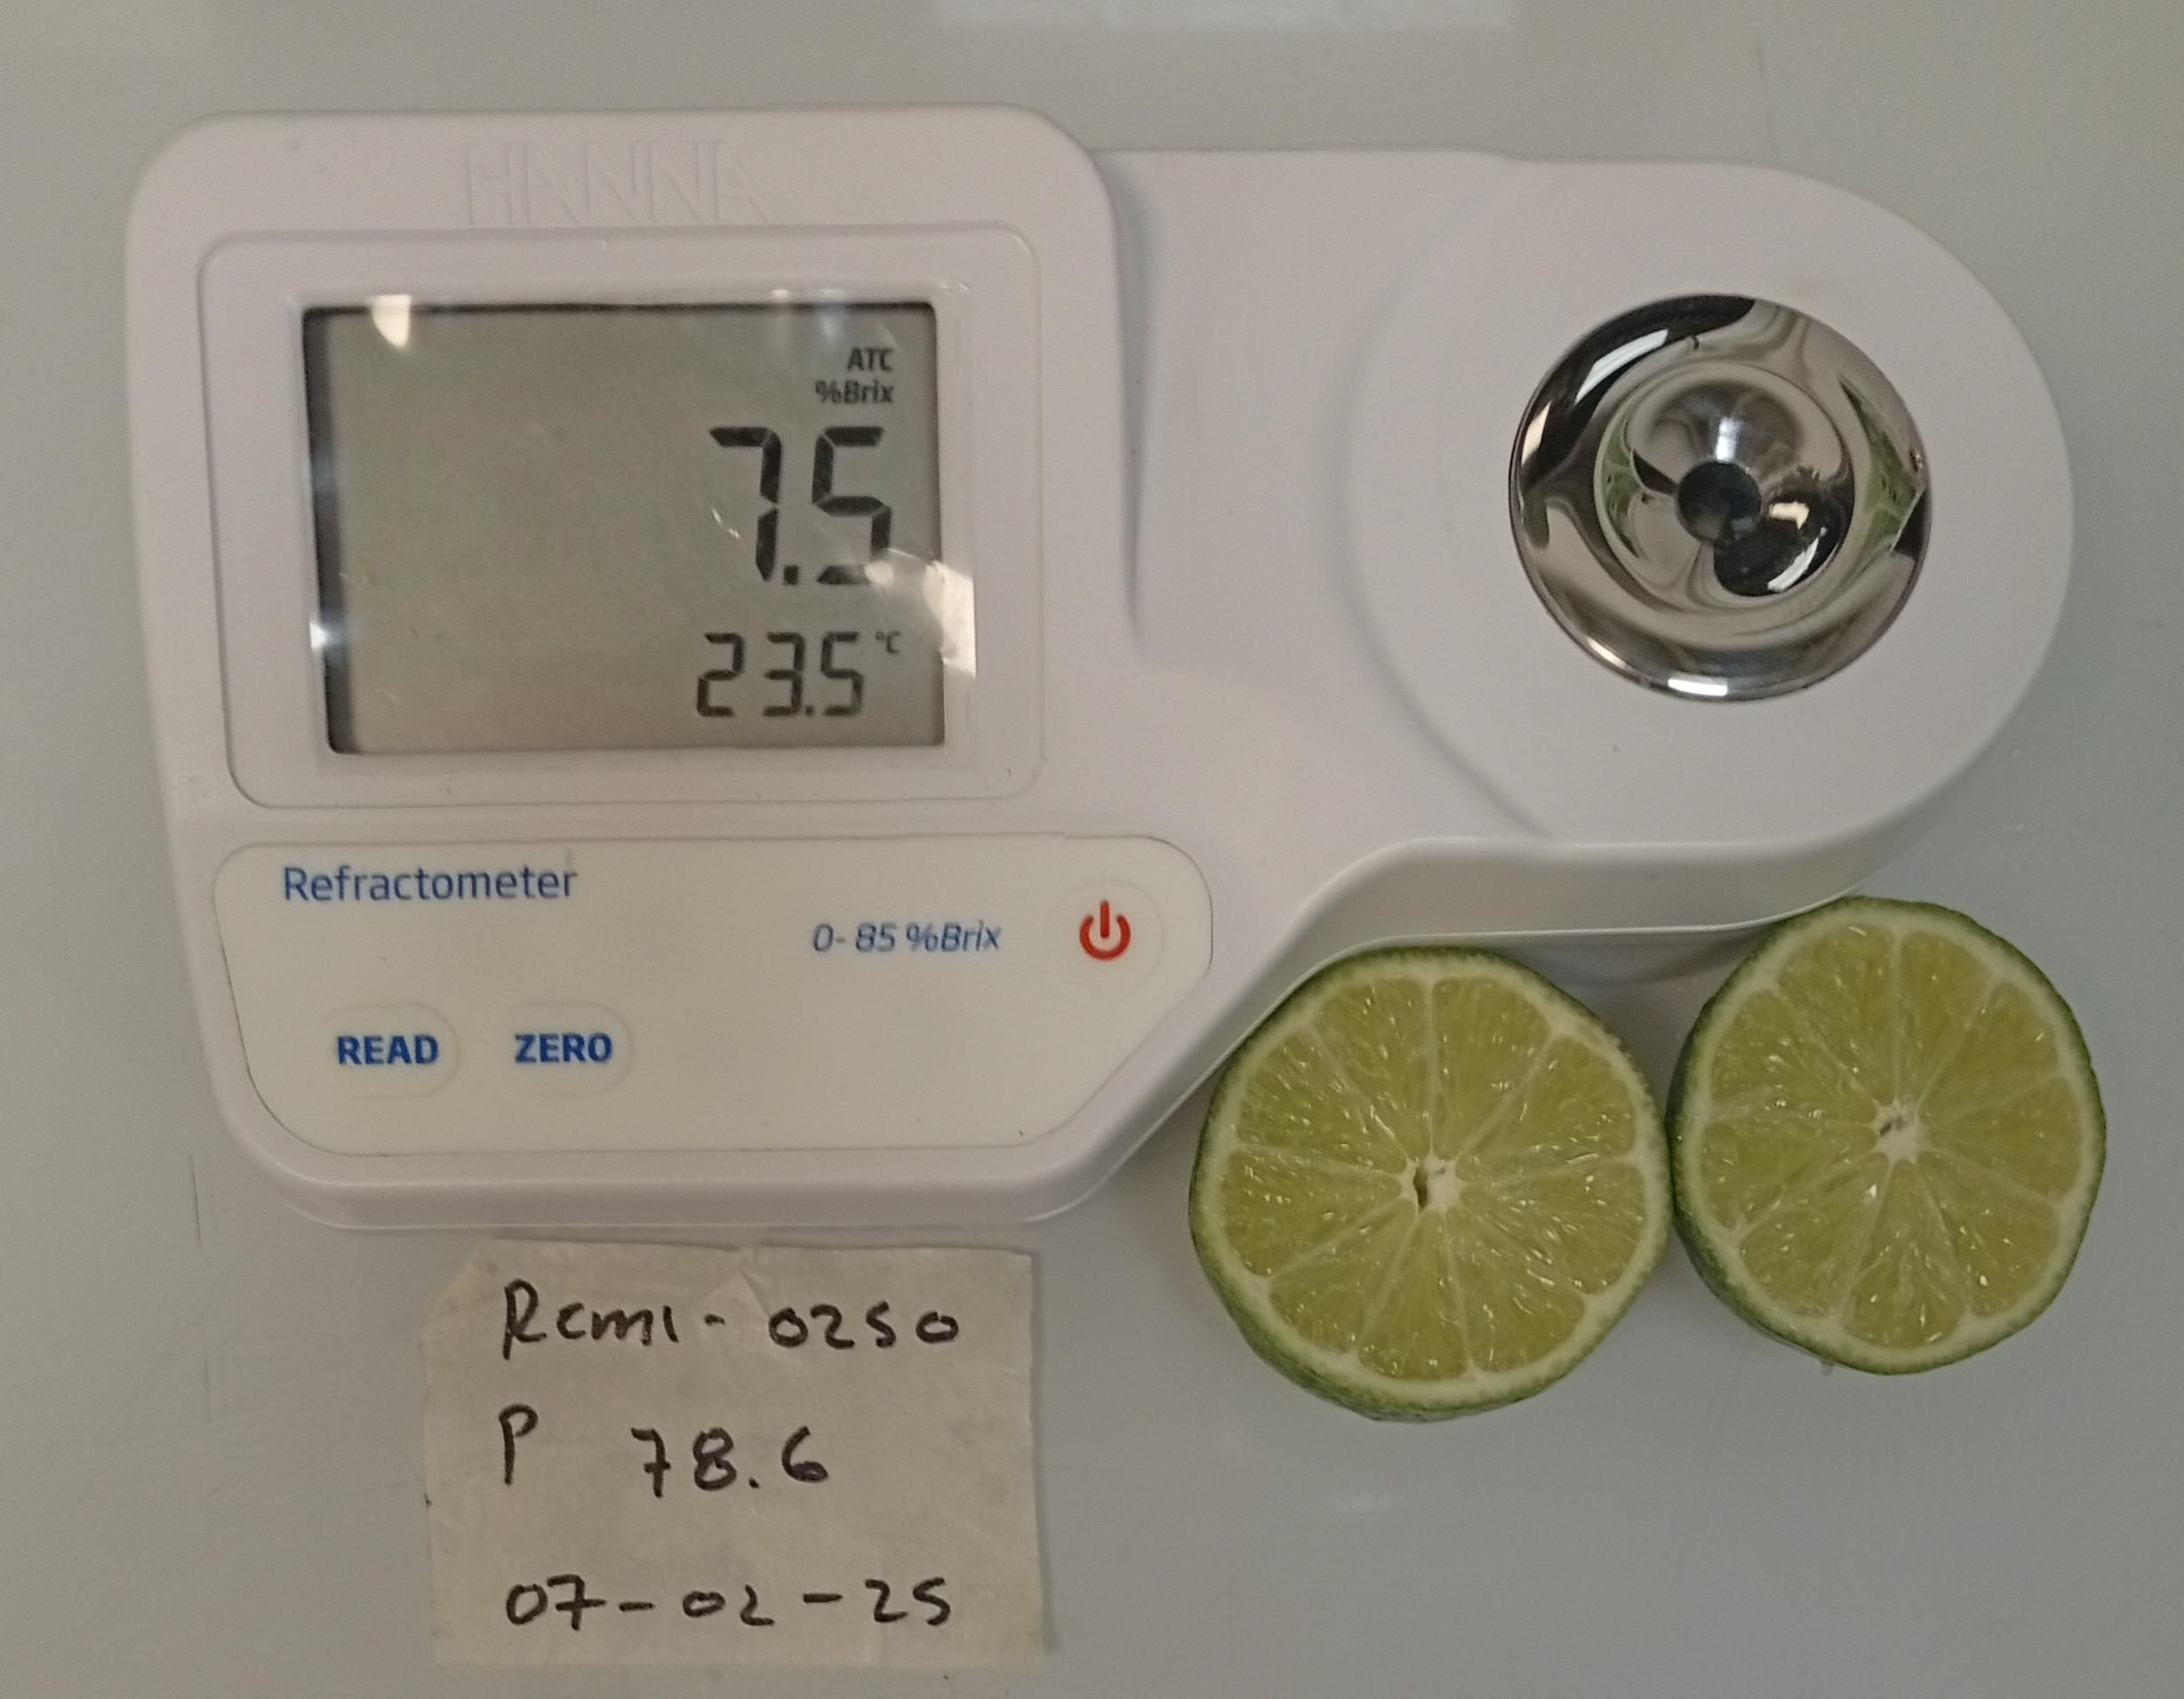 HANNA
ATC
%Brix
7.5
23.5 °C
Refractometer
0-85 %Brix
READ ZERO
Rcml - 0250
P 78.6
07-02-25